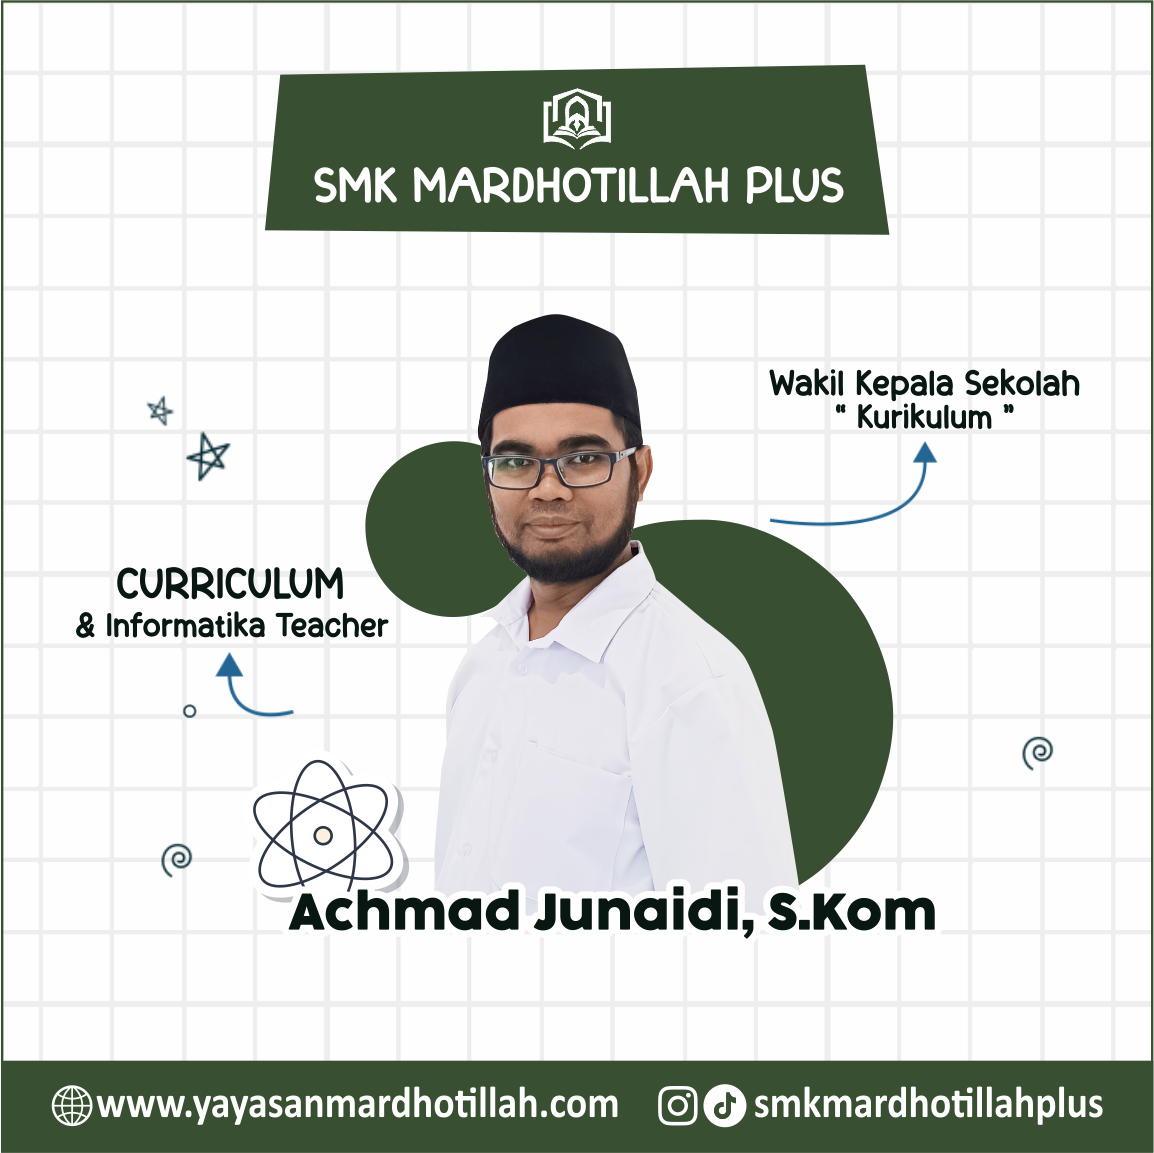 SMK MARDHOTILLAH PLUS
Wakil Kepala Sekolah
“ Kurikulum ”
CURRICULUM
& Informatika Teacher
Achmad Junaidi, S.Kom
www.yayasanmardhotillah.com
smkmardhotillahplus